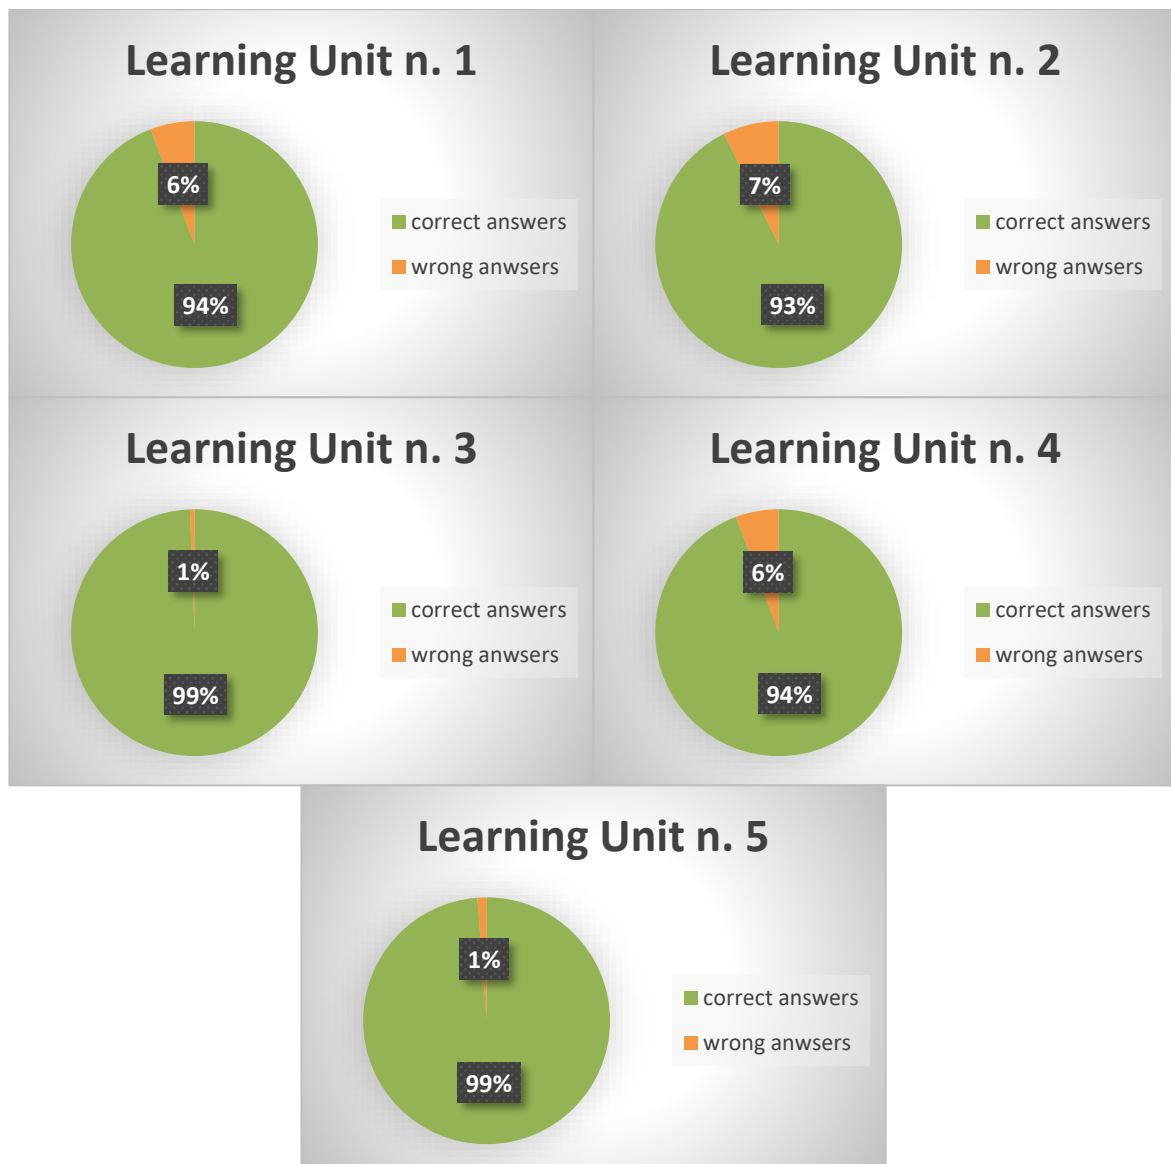 Learning Unit n. 1
6%
94%
correct answers
wrong anwsers
Learning Unit n. 2
7%
93%
correct answers
wrong anwsers
Learning Unit n. 3
1%
99%
correct answers
wrong anwsers
Learning Unit n. 4
6%
94%
correct answers
wrong anwsers
Learning Unit n. 5
1%
99%
correct answers
wrong anwsers